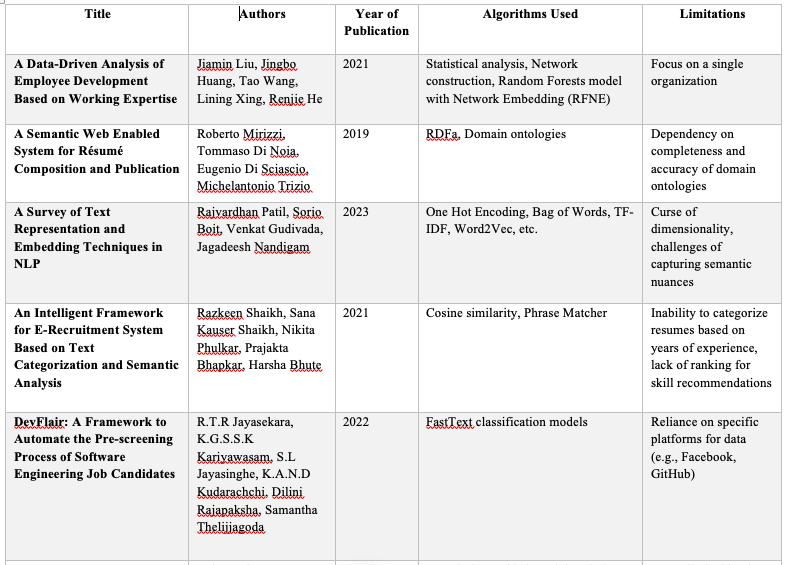 Title
Authors
Year of
Publication
Algorithms Used
Limitations
A Data-Driven Analysis of
Employee Development
Based on Working Expertise
Jiamin Liu, Jingbo
Huang, Tao Wang,
Lining Xing, Renjie He
2021
Statistical analysis, Network
construction, Random Forests model
with Network Embedding (RFNE)
Focus on a single
organization
A Semantic Web Enabled
System for Résumé
Composition and Publication
Roberto Mirizzi,
Tommaso Di Noia,
Eugenio Di Sciascio,
Michelantonio Trizio
2019
RDFa, Domain ontologies
Dependency on
completeness and
accuracy of domain
ontologies
A Survey of Text
Representation and
Embedding Techniques in
NLP
Rajvardhan Patil, Sorio
Boit, Venkat Gudivada,
Jagadeesh Nandigam
2023
One Hot Encoding, Bag of Words, TF-
IDF, Word2Vec, etc.
Curse of
dimensionality,
challenges of
capturing semantic
nuances
An Intelligent Framework
for E-Recruitment System
Based on Text
Categorization and Semantic
Analysis
Razkeen Shaikh, Sana
Kauser Shaikh, Nikita
Phulkar, Prajakta
Bhapkar, Harsha Bhute
2021
Cosine similarity, Phrase Matcher
Inability to categorize
resumes based on
years of experience,
lack of ranking for
skill recommendations
DevFlair: A Framework to
Automate the Pre-screening
Process of Software
Engineering Job Candidates
R.T.R Jayasekara,
K.G.S.S.K
Kariyawasam, S.L
Jayasinghe, K.A.N.D
Kudarachchi, Dilini
Rajapaksha, Samantha
Thelijjagoda
2022
FastText classification models
Reliance on specific
platforms for data
(e.g., Facebook,
GitHub)